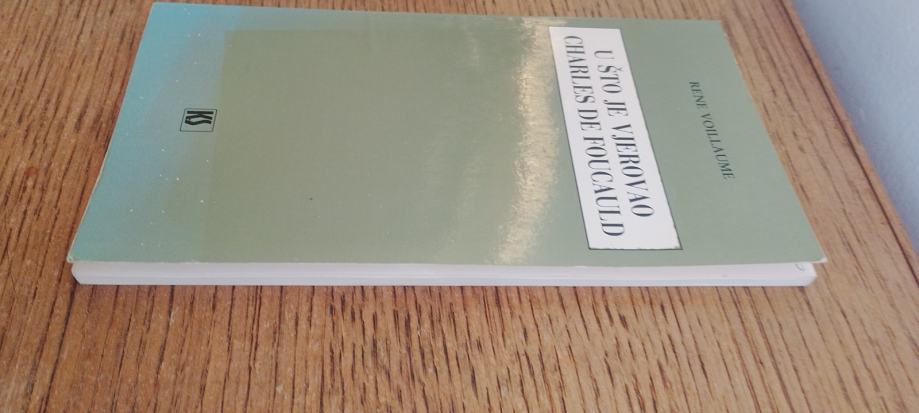 RENE VOILLAUME
U ŠTO JE VJEROVAO
CHARLES DE FOUCAULD
KS